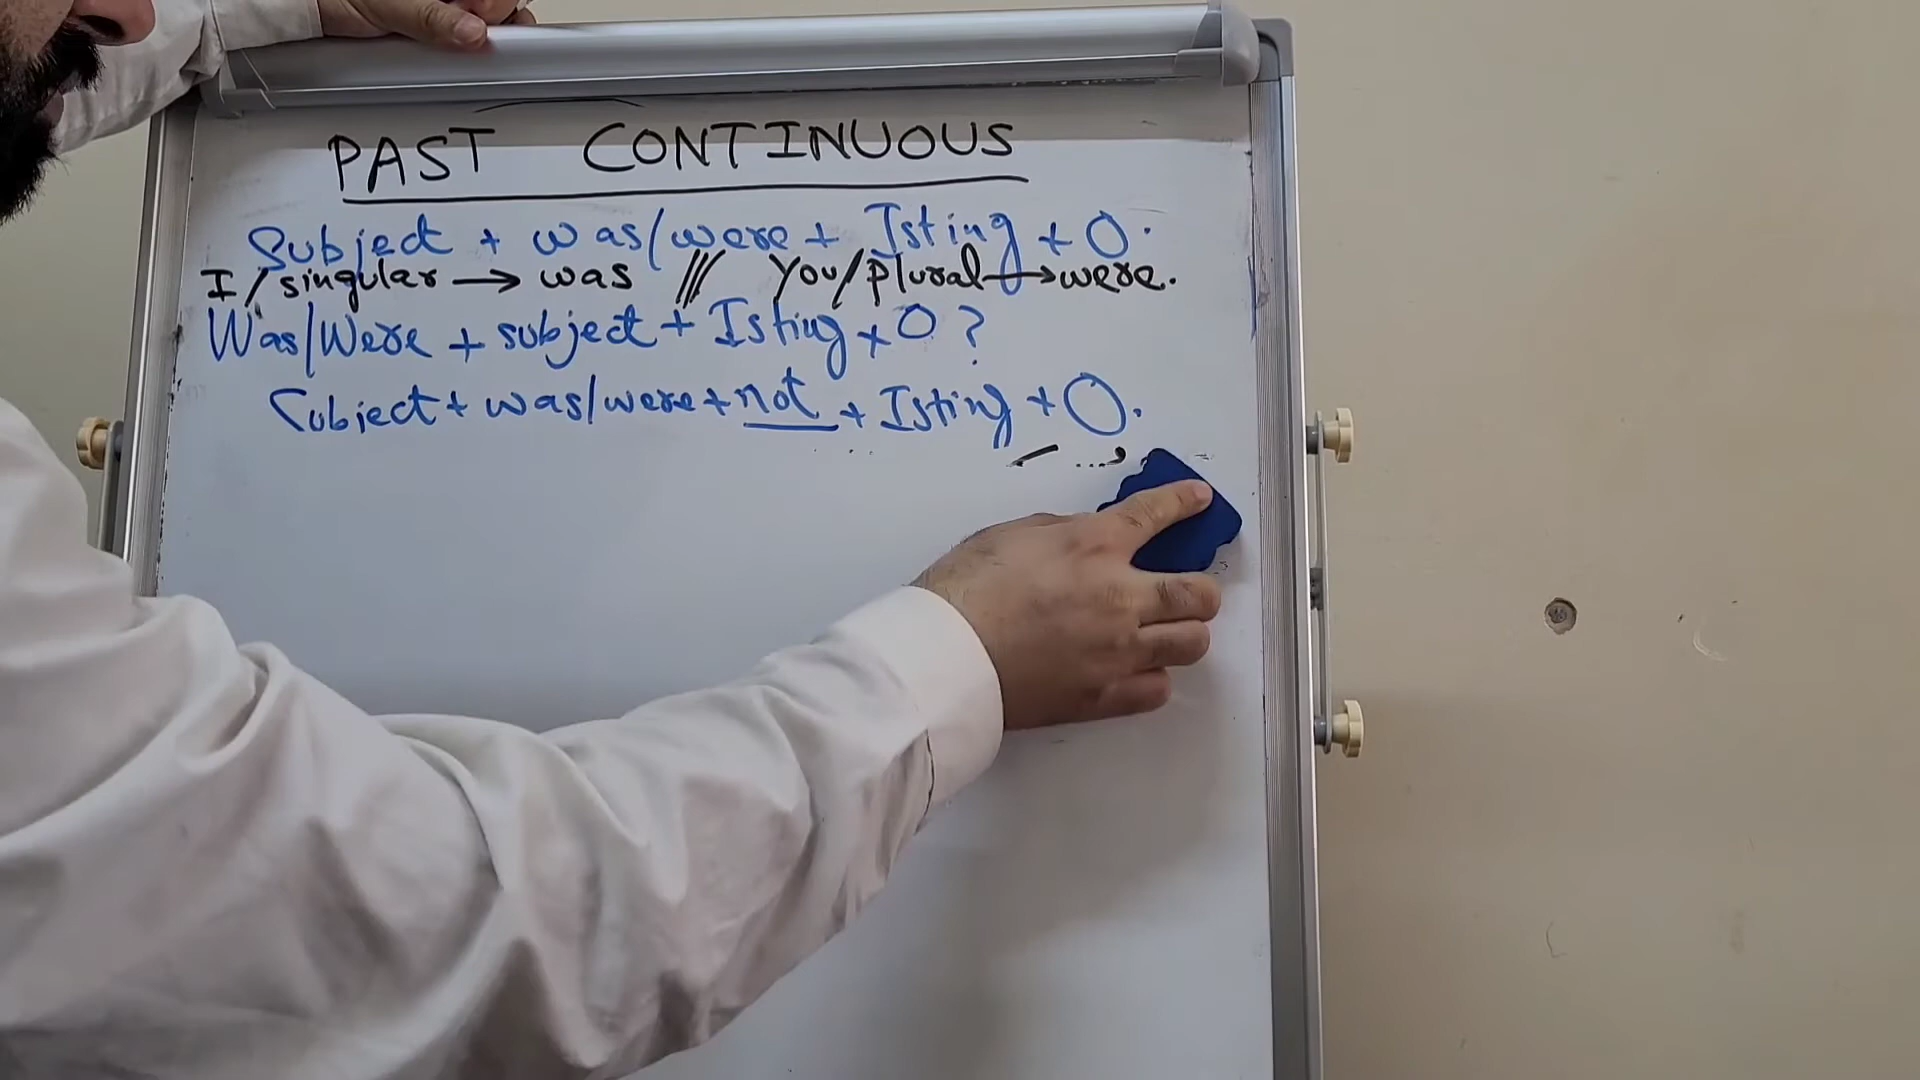 PAST CONTINUOUS
Subject + was/were + Ist ing + O.
I/singular → was /// You/plural → were.
Was/Were + subject + Ist ing + O ?
Subject + was/were + not + Ist ing + O.